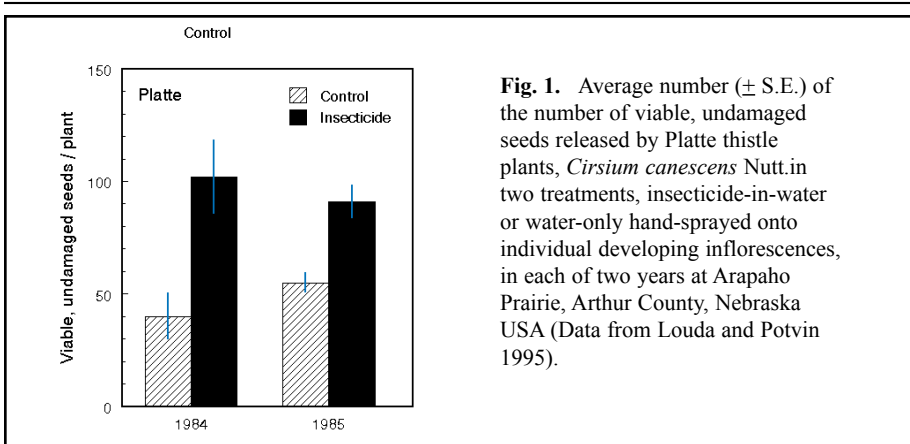 Control
150
Platte
Control
Insecticide
100
50
0
Viable, undamaged seeds / plant
1984
1985
Fig. 1. Average number (+ S.E.) of
the number of viable, undamaged
seeds released by Platte thistle
plants, Cirsium canescens Nutt.in
two treatments, insecticide-in-water
or water-only hand-sprayed onto
individual developing inflorescences,
in each of two years at Arapaho
Prairie, Arthur County, Nebraska
USA (Data from Louda and Potvin
1995).